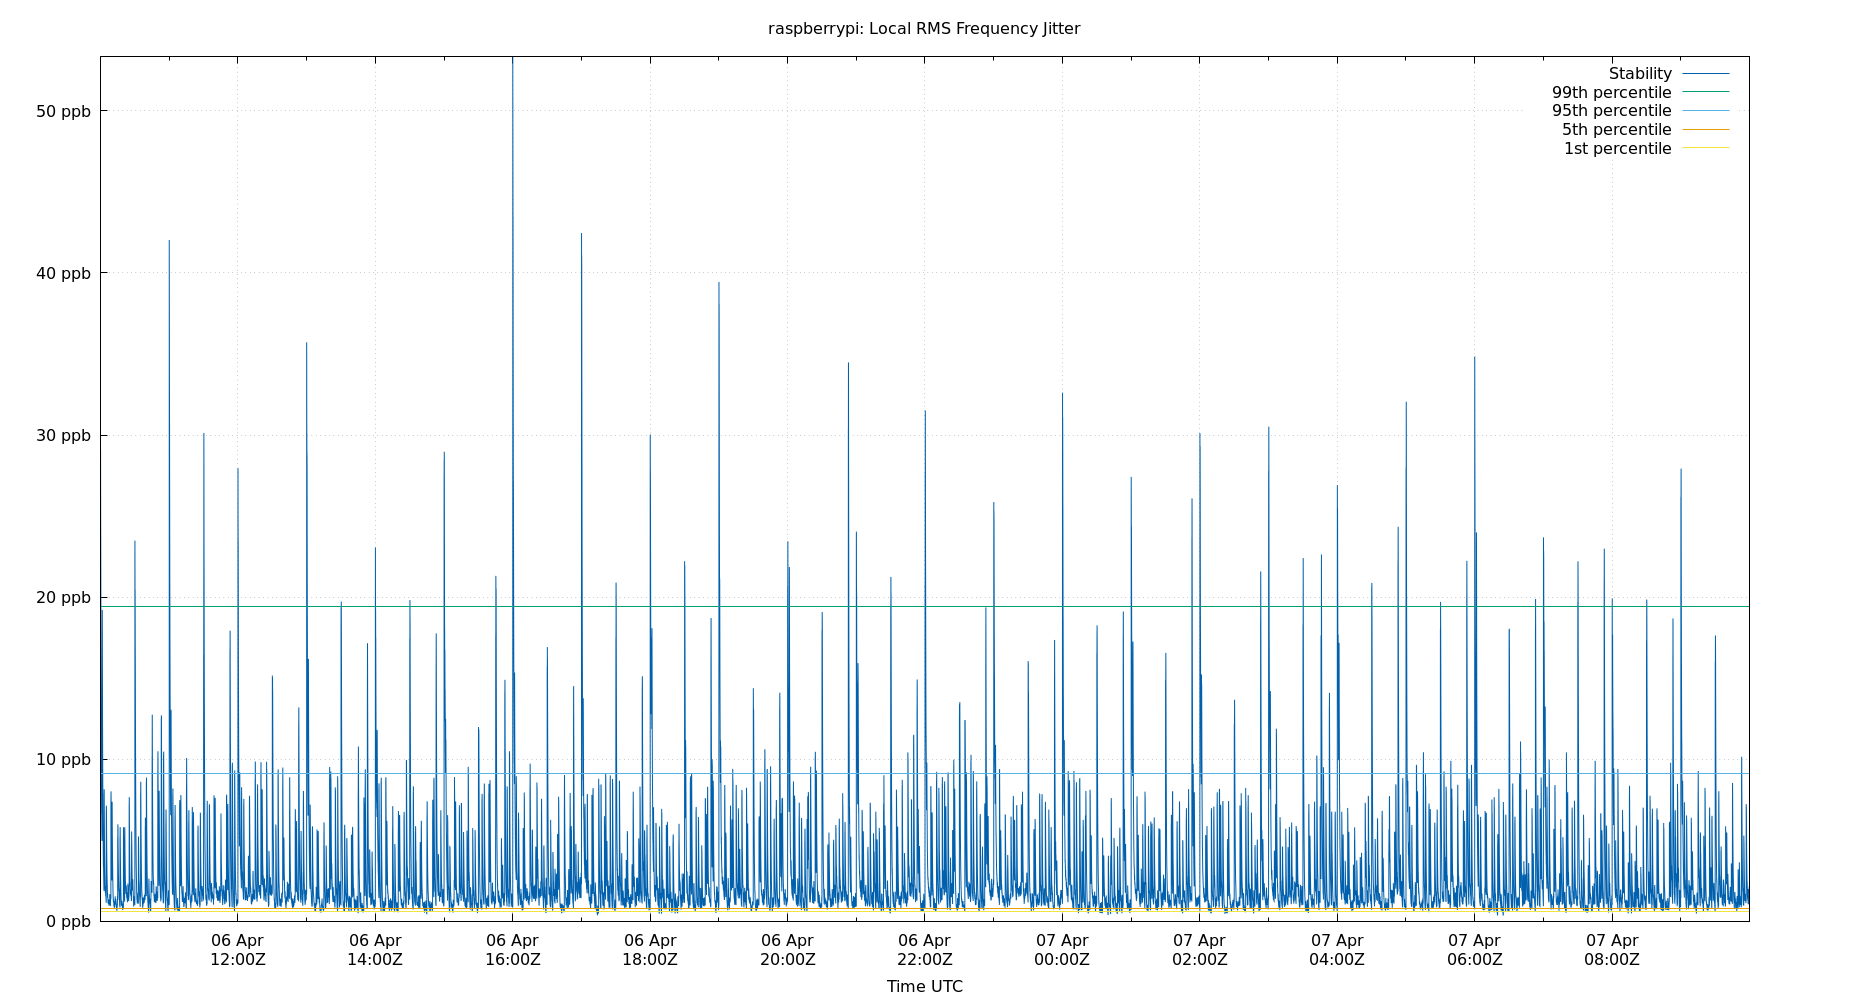 raspberrypi: Local RMS Frequency Jitter
Stability
99th percentile
95th percentile
5th percentile
1st percentile
50 ppb
40 ppb
30 ppb
20 ppb
10 ppb
0 ppb
06 Apr 06 Apr 06 Apr 06 Apr 06 Apr 06 Apr 07 Apr 07 Apr 07 Apr 07 Apr 07 Apr
12:00Z 14:00Z 16:00Z 18:00Z 20:00Z 22:00Z 00:00Z 02:00Z 04:00Z 06:00Z 08:00Z
Time UTC